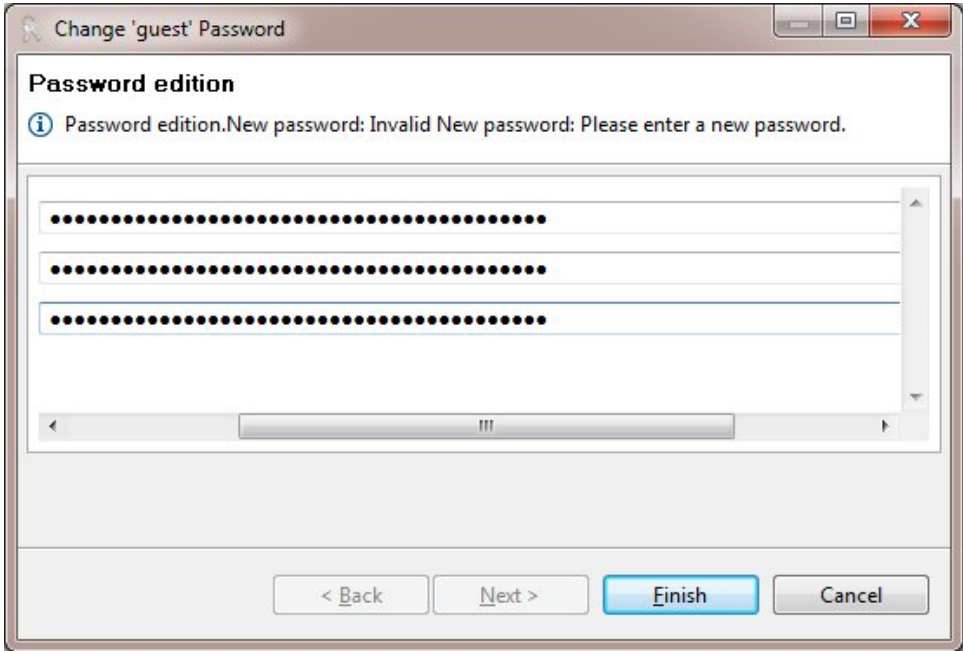 Change 'guest' Password
Password edition
Password edition.New password: Invalid New password: Please enter a new password.
●●●●●●●●●●●●●●●●●●●●●●●●●●●●●●●●●●●●●●●●●
●●●●●●●●●●●●●●●●●●●●●●●●●●●●●●●●●●●●●●●●●
●●●●●●●●●●●●●●●●●●●●●●●●●●●●●●●●●●●●●●●●●
< Back Next > Finish Cancel